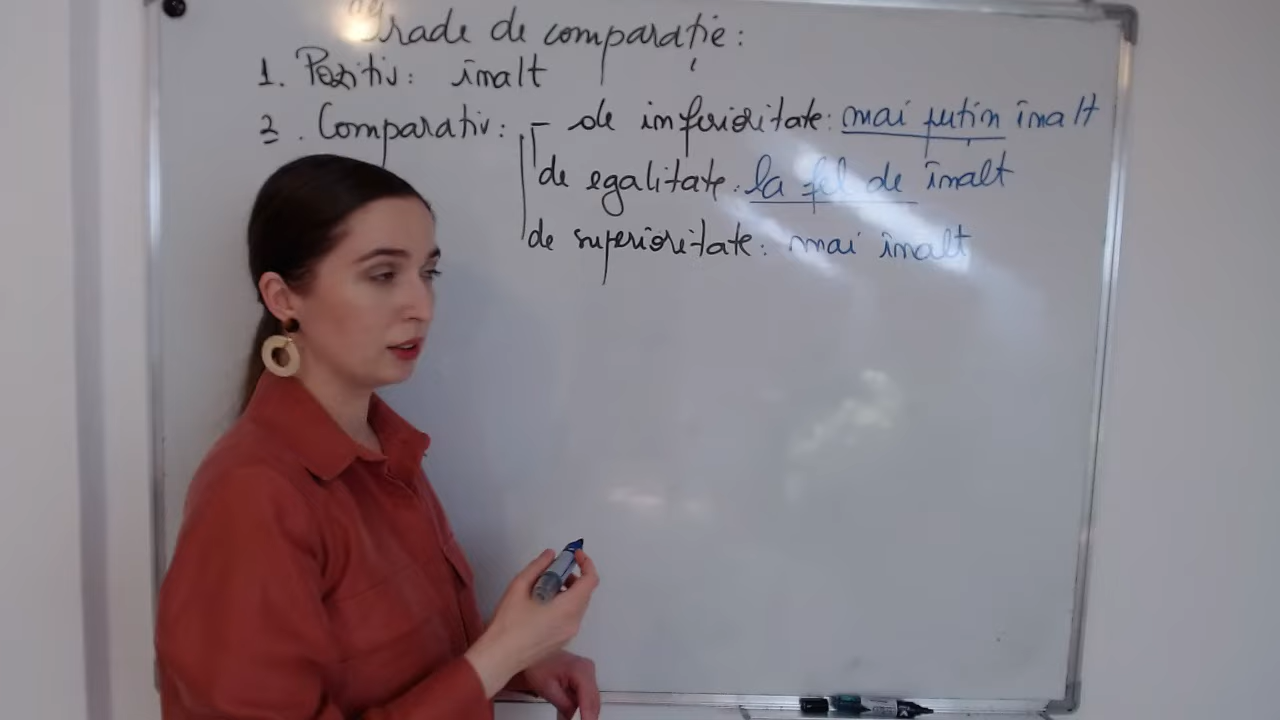 Grade de comparație:
1. Pozitiv: înalt
2. Comparativ: - de inferioritate: mai puțin înalt
de egalitate: la fel de înalt
de superioritate: mai înalt